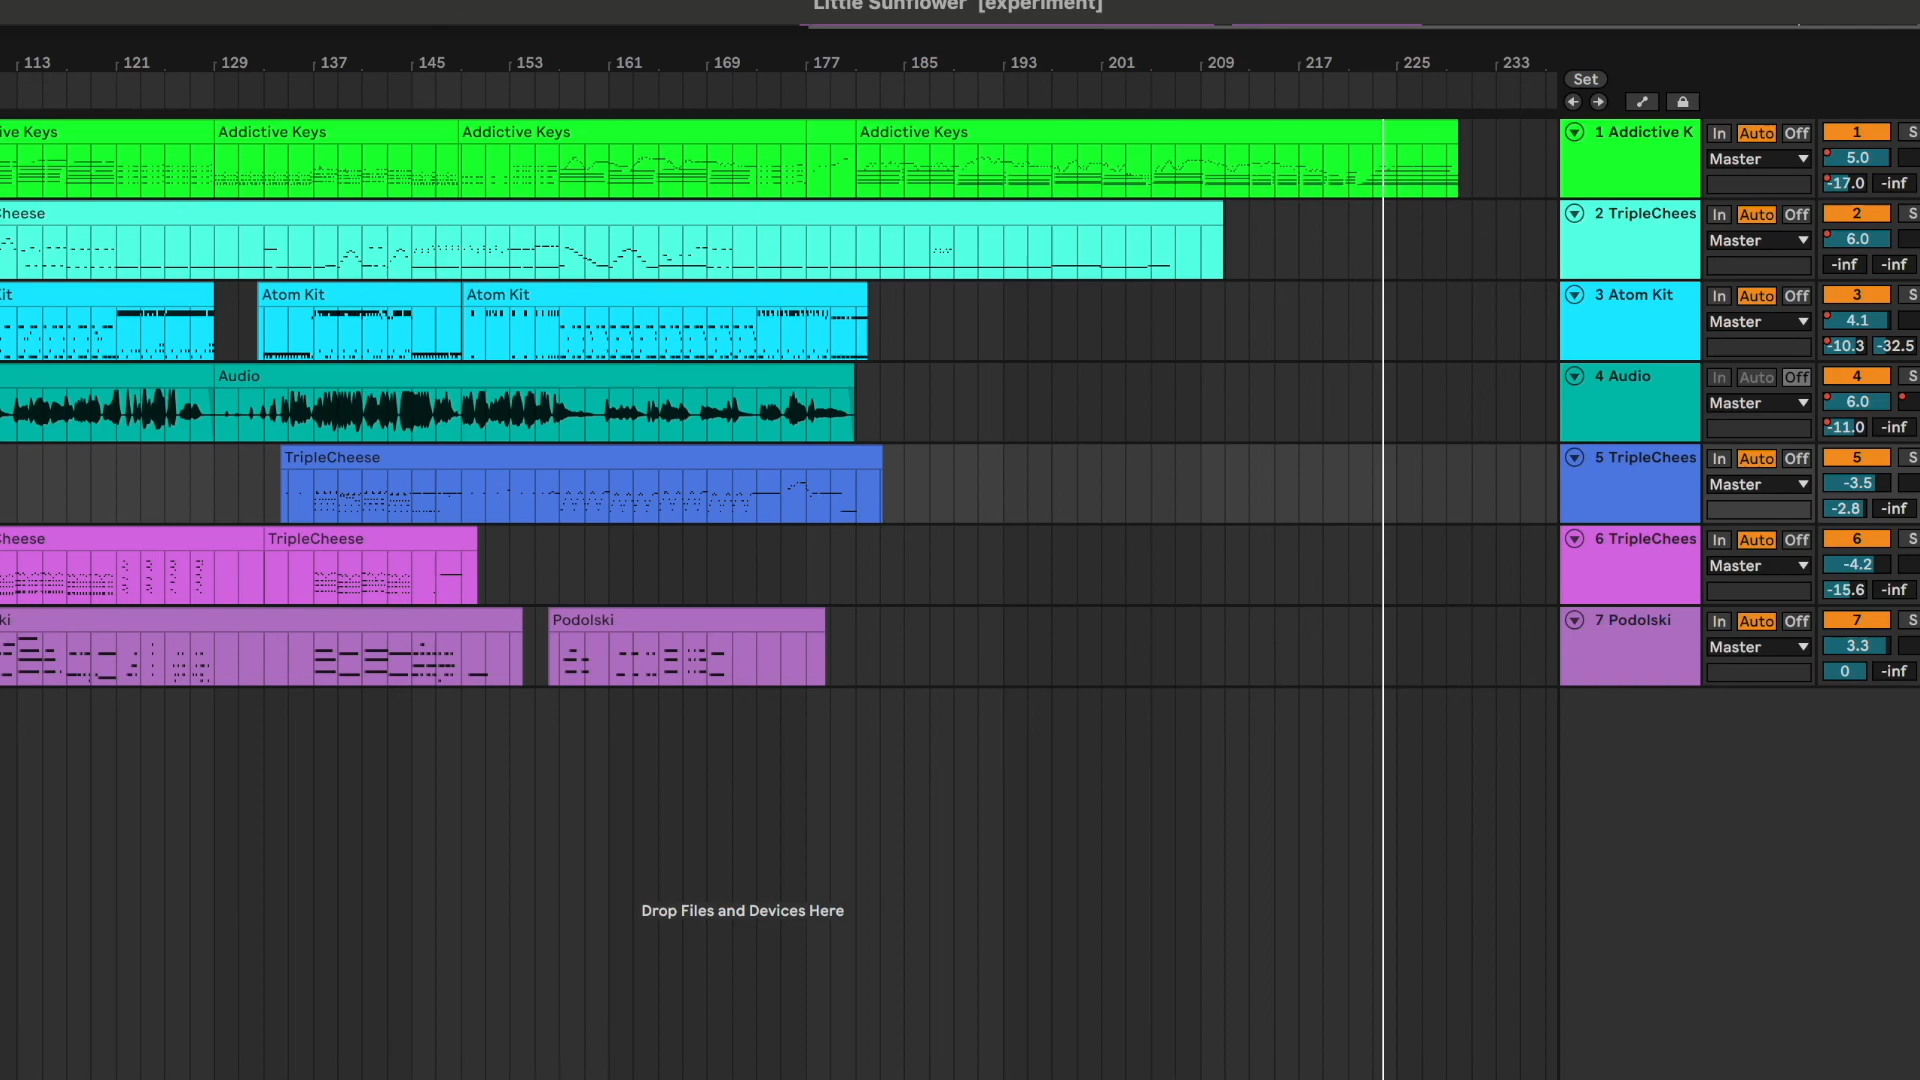 Little Sunflower [experiment]
113 121 129 137 145 153 161 169 177 185 193 201 209 217 225 233
Set
ive Keys Addictive Keys Addictive Keys Addictive Keys 1 Addictive K In Auto Off 1 S
Master 5.0
-17.0 -inf
Cheese 2 TripleChees In Auto Off 2 S
Master 6.0
-inf -inf
it Atom Kit Atom Kit 3 Atom Kit In Auto Off 3 S
Master 4.1
-10.3 -32.5
Audio 4 Audio In Auto Off 4 S
Master 6.0
-11.0 -inf
TripleCheese 5 TripleChees In Auto Off 5 S
Master -3.5
-2.8 -inf
Cheese TripleCheese 6 TripleChees In Auto Off 6 S
Master -4.2
-15.6 -inf
ki Podolski 7 Podolski In Auto Off 7 S
Master 3.3
0 -inf
Drop Files and Devices Here